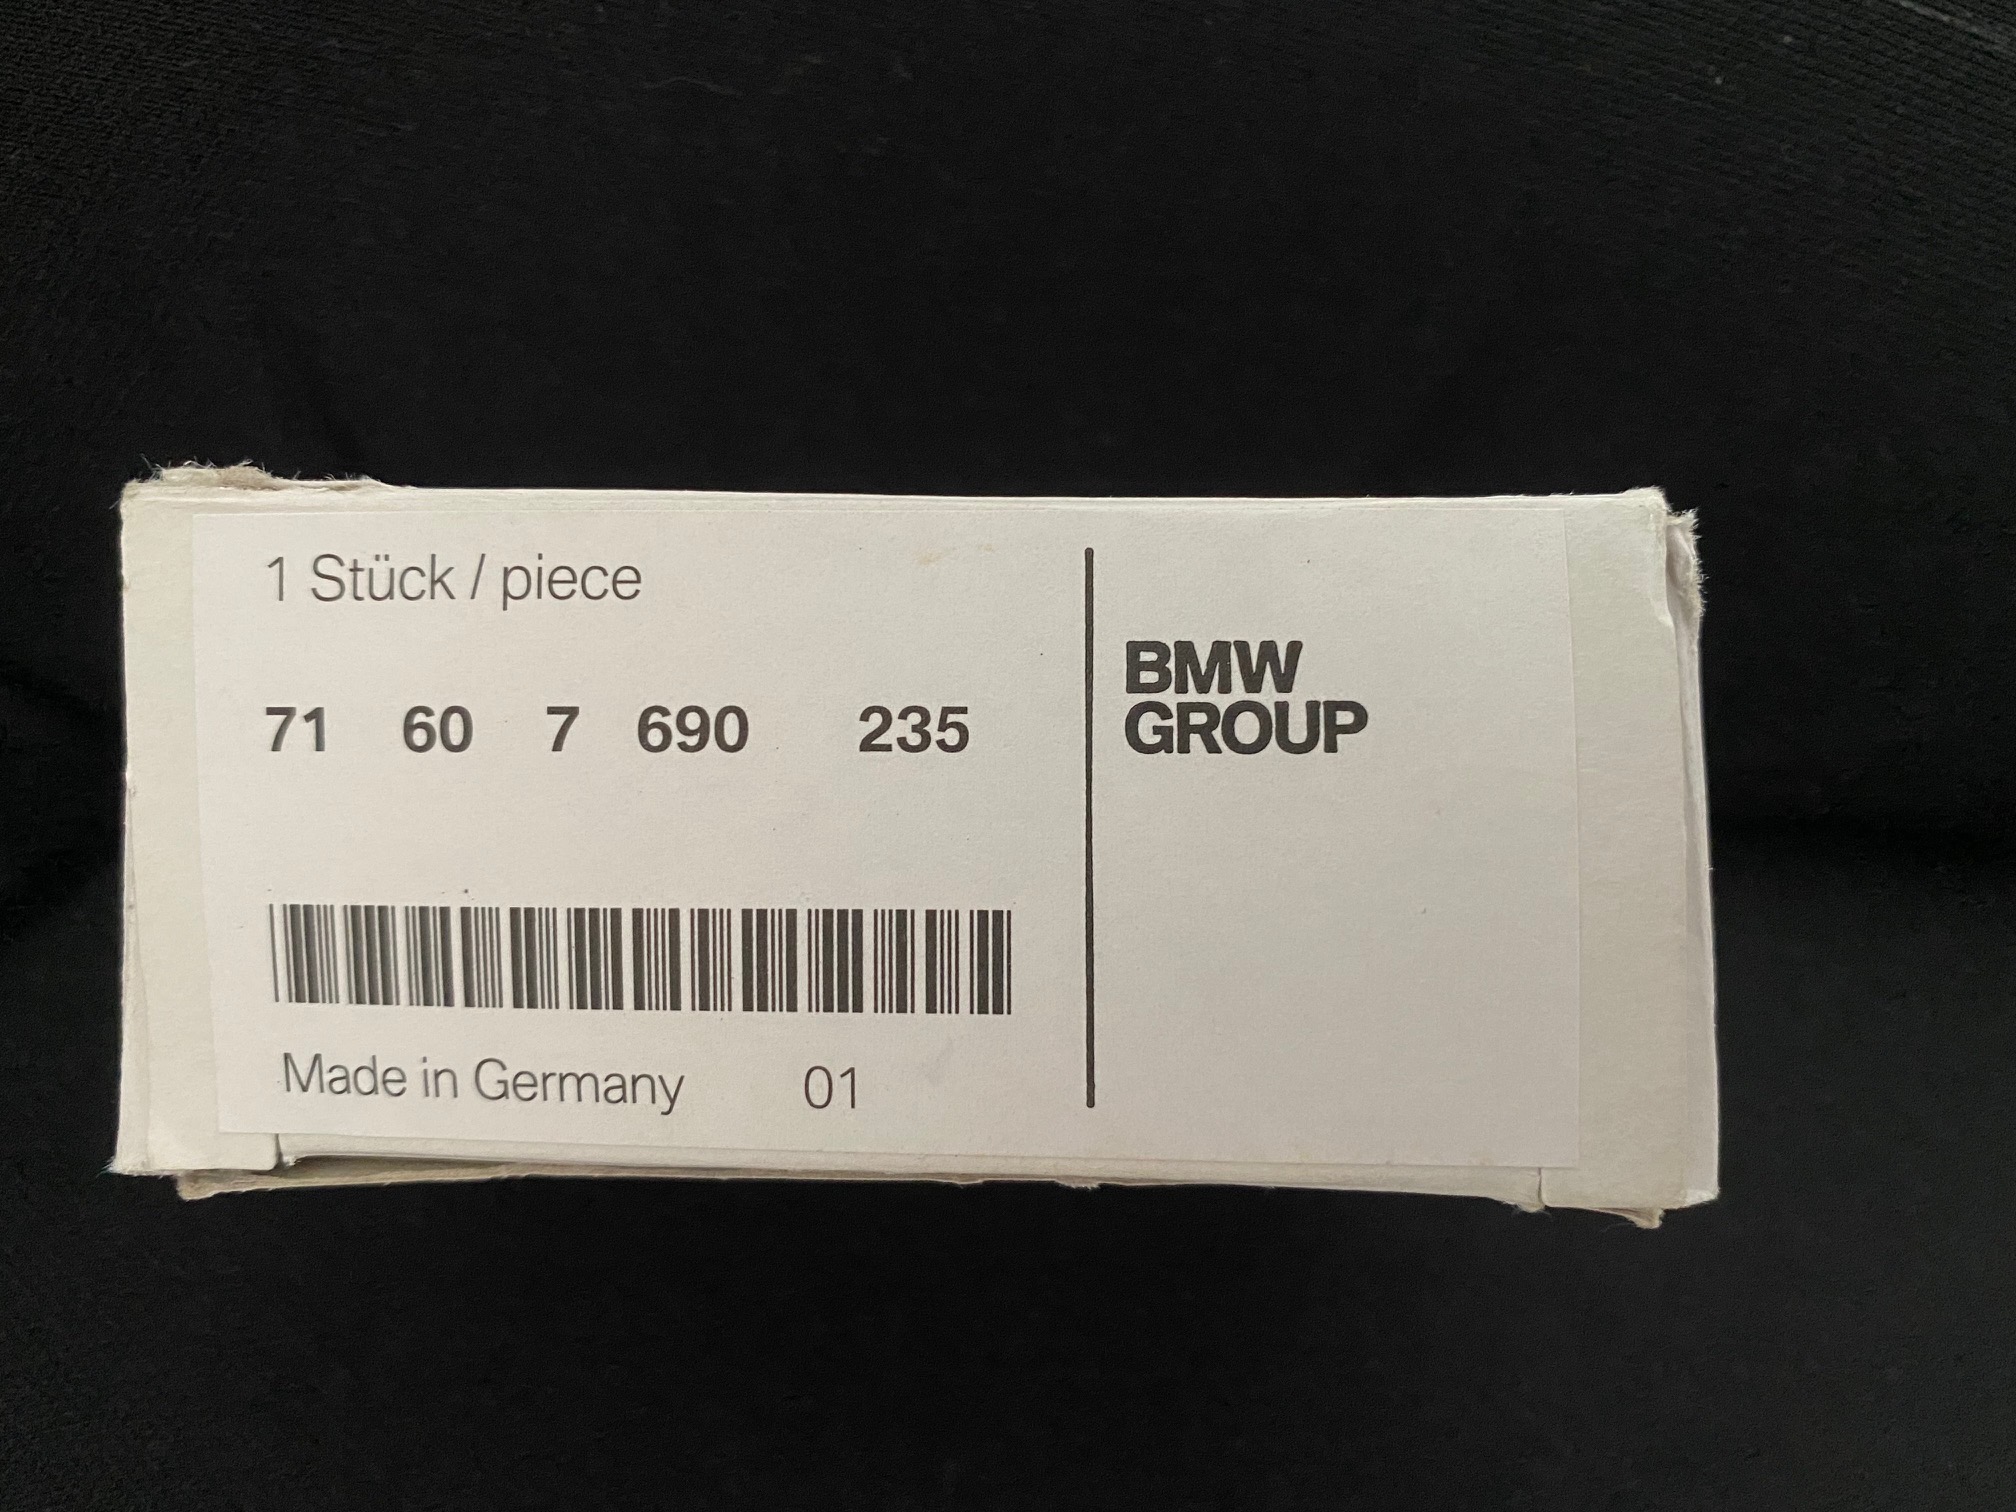 1 Stück / piece
71 60 7 690 235
Made in Germany 01
BMW
GROUP